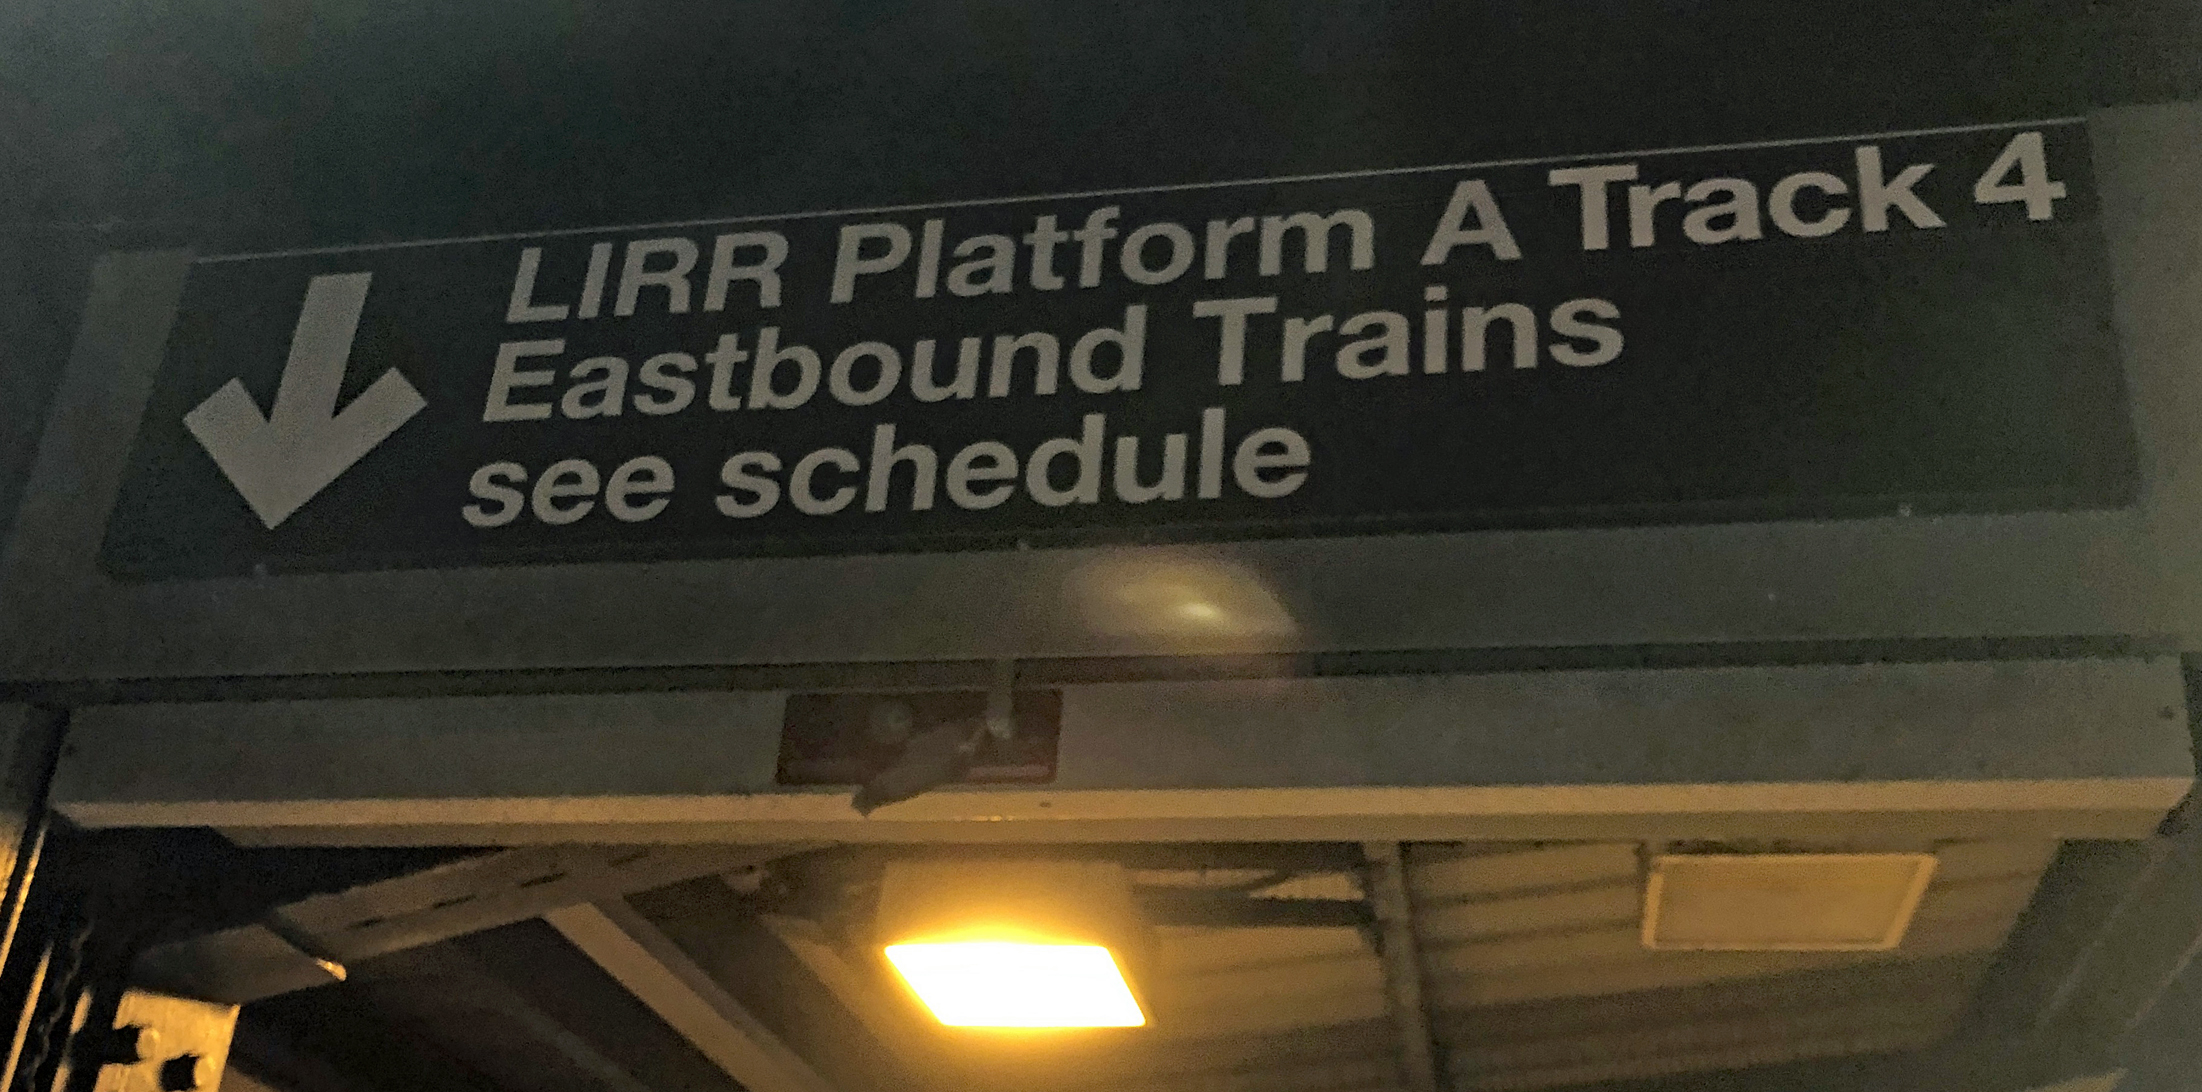 LIRR Platform A Track 4
Eastbound Trains
see schedule